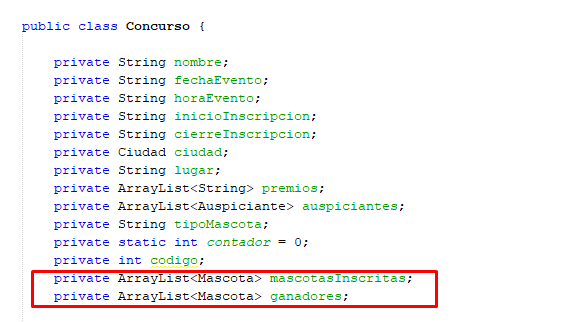 public class Concurso {
private String nombre;
private String fechaEvento;
private String horaEvento;
private String inicioInscripcion;
private String cierreInscripcion;
private Ciudad ciudad;
private String lugar;
private ArrayList<String> premios;
private ArrayList<Auspiciante> auspiciantes;
private String tipoMascota;
private static int contador = 0;
private int codigo;
private ArrayList<Mascota> mascotasInscritas;
private ArrayList<Mascota> ganadores;